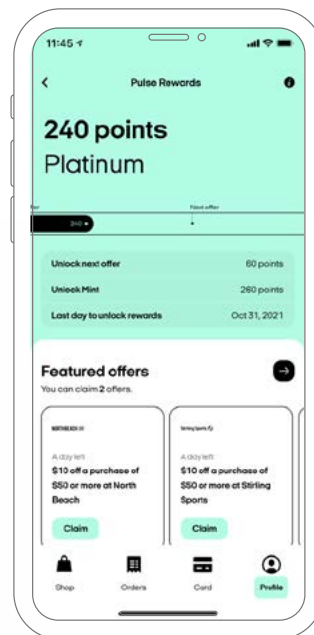 11:45
Pulse Rewards
240 points
Platinum
Next offer
240
Unlock next offer 60 points
Unlock Mint 260 points
Last day to unlock rewards Oct 31, 2021
Featured offers
You can claim 2 offers.
NORTHBEACH
Stirling Sports
A day left
$10 off a purchase of
$50 or more at North
Beach
Claim
A day left
$10 off a purchase of
$50 or more at Stirling
Sports
Claim
Shop Orders Card Profile